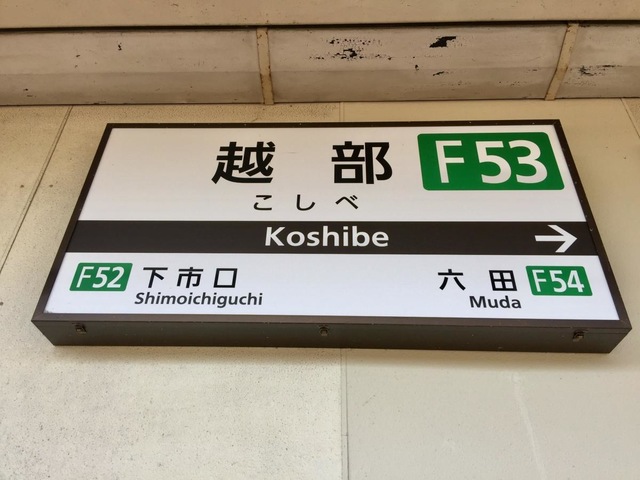 越部 F53
こしべ
Koshibe →
F52 下市口 六田 F54
Shimoichiguchi Muda